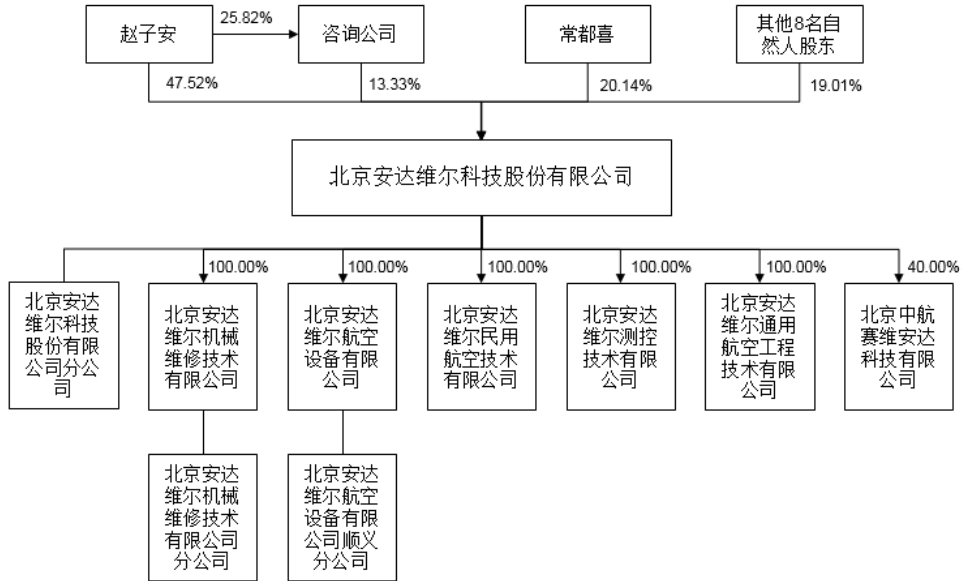 赵子安
25.82%
咨询公司
常都喜
其他8名自
然人股东
47.52%
13.33%
20.14%
19.01%
北京安达维尔科技股份有限公司
100.00%
100.00%
100.00%
100.00%
100.00%
40.00%
北京安达
维尔科技
股份有限
公司分公
司
北京安达
维尔机械
维修技术
有限公司
北京安达
维尔航空
设备有限
公司
北京安达
维尔民用
航空技术
有限公司
北京安达
维尔测控
技术有限
公司
北京安达
维尔通用
航空工程
技术有限
公司
北京中航
赛维安达
科技有限
公司
北京安达
维尔机械
维修技术
有限公司
分公司
北京安达
维尔航空
设备有限
公司顺义
分公司